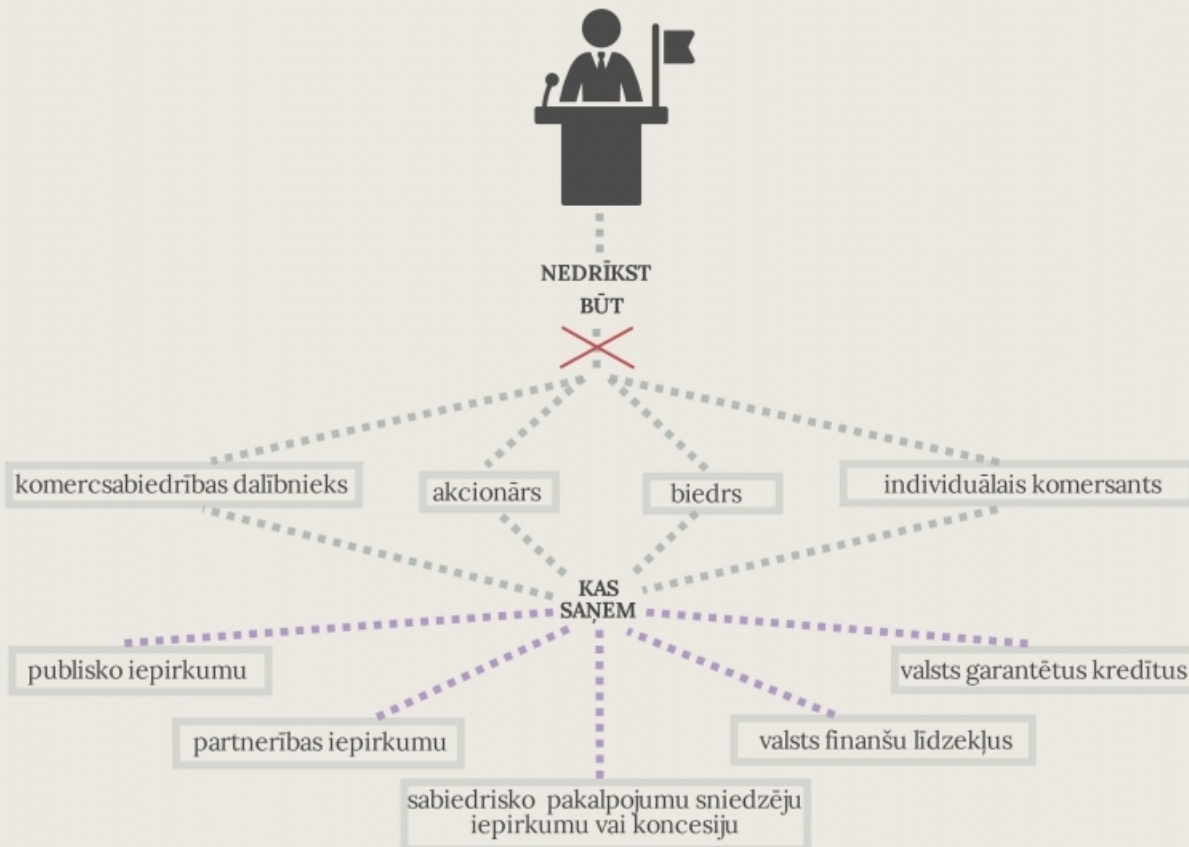 NEDRĪKST
BŪT
komercsabiedrības dalībnieks
akcionārs
biedrs
individuālais komersants
KAS
SAŅEM
publisko iepirkumu
valsts garantētus kredītus
partnerības iepirkumu
valsts finanšu līdzekļus
sabiedrisko pakalpojumu sniedzēju
iepirkumu vai koncesiju